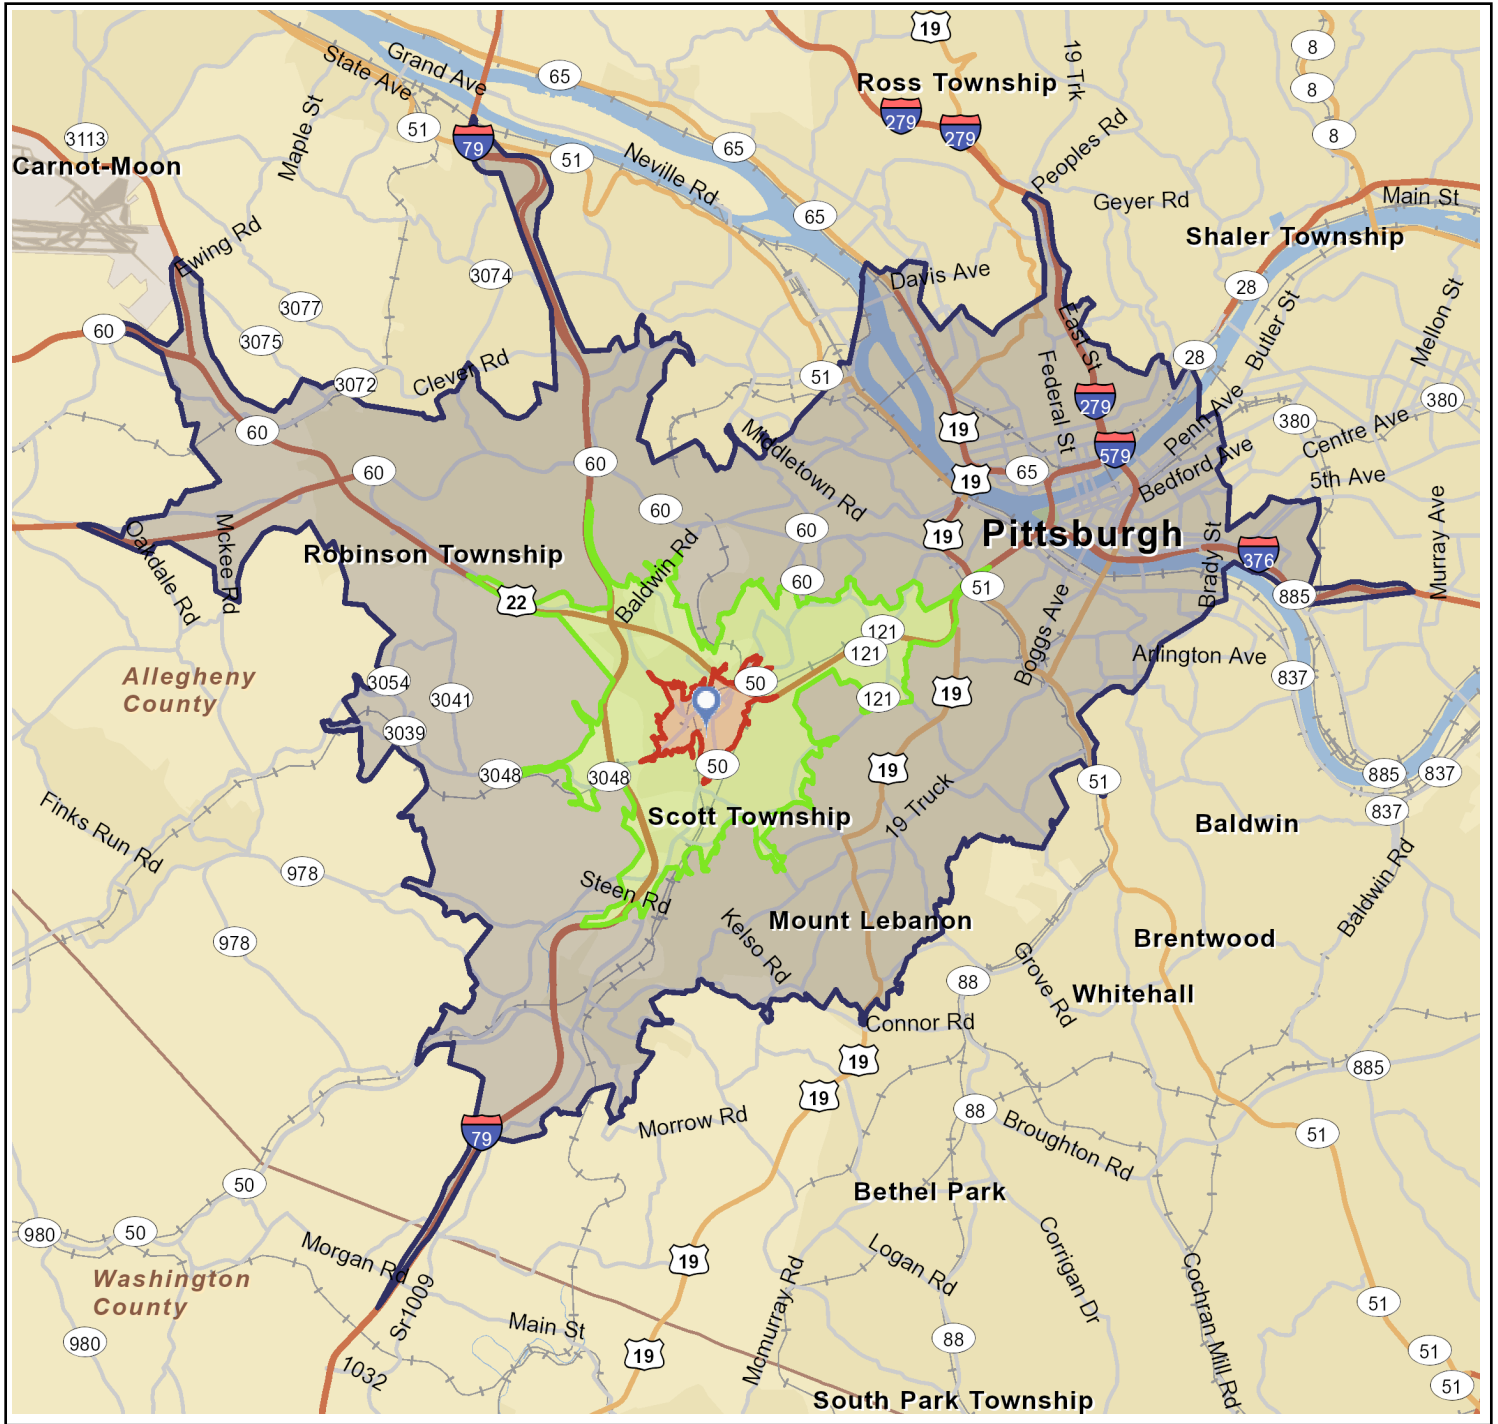 19
8
65
Grand Ave
State Ave
19 Trk
Ross Township
8
3113
Maple St
51
279
279
8
Carnot-Moon
79
51
65
Neville Rd
Peoples Rd
Main St
Geyer Rd
65
Shaler Township
Ewing Rd
3074
Davis Ave
28
3077
60
3075
East St
Butler St
Mellon St
28
3072
Clever Rd
51
Federal St
279
380
380
60
Middletown Rd
19
Penn Ave
Centre Ave
579
60
60
19
65
Bedford Ave
5th Ave
60
60
19
Pittsburgh
Murray Ave
Oakdale Rd
Mckee Rd
Robinson Township
Baldwin Rd
376
Brady St
60
51
22
885
Boggs Ave
121
121
Arlington Ave
Allegheny
County
3054
3041
50
121
19
837
3039
3048
3048
50
19
51
885
837
837
Finks Run Rd
Scott Township
19 Truck
Baldwin
978
Steen Rd
Baldwin Rd
Mount Lebanon
978
Kelso Rd
Brentwood
88
Grove Rd
Whitehall
Connor Rd
19
885
19
88
79
Morrow Rd
Broughton Rd
51
50
Bethel Park
980
50
Morgan Rd
19
Logan Rd
Corrigan Dr
Washington
County
Cochran Mill Rd
Sr1009
Mcmurray Rd
51
980
Main St
88
19
51
1032
51
South Park Township